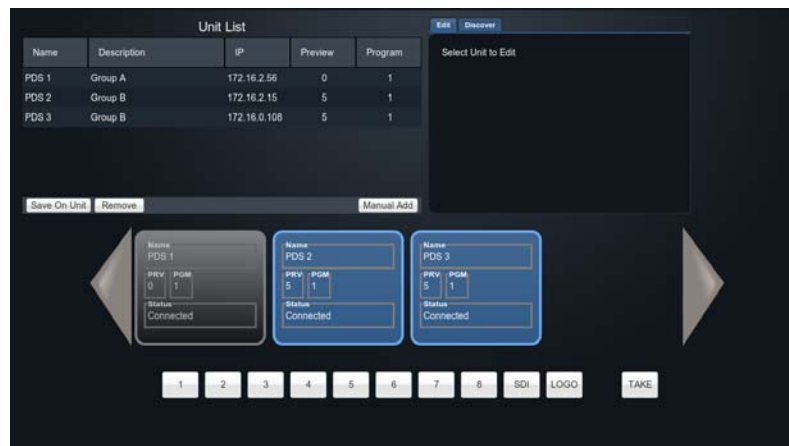 Unit List
Edit Discover
Name Description IP Preview Program
Select Unit to Edit
PDS 1 Group A 172.16.2.56 0 1
PDS 2 Group B 172.16.2.15 5 1
PDS 3 Group B 172.16.0.108 5 1
Save On Unit Remove Manual Add
Name Name Name
PDS 1 PDS 2 PDS 3
PRV PGM PRV PGM PRV PGM
0 1 5 1 5 1
Status Status Status
Connected Connected Connected
1 2 3 4 5 6 7 8 SDI LOGO TAKE